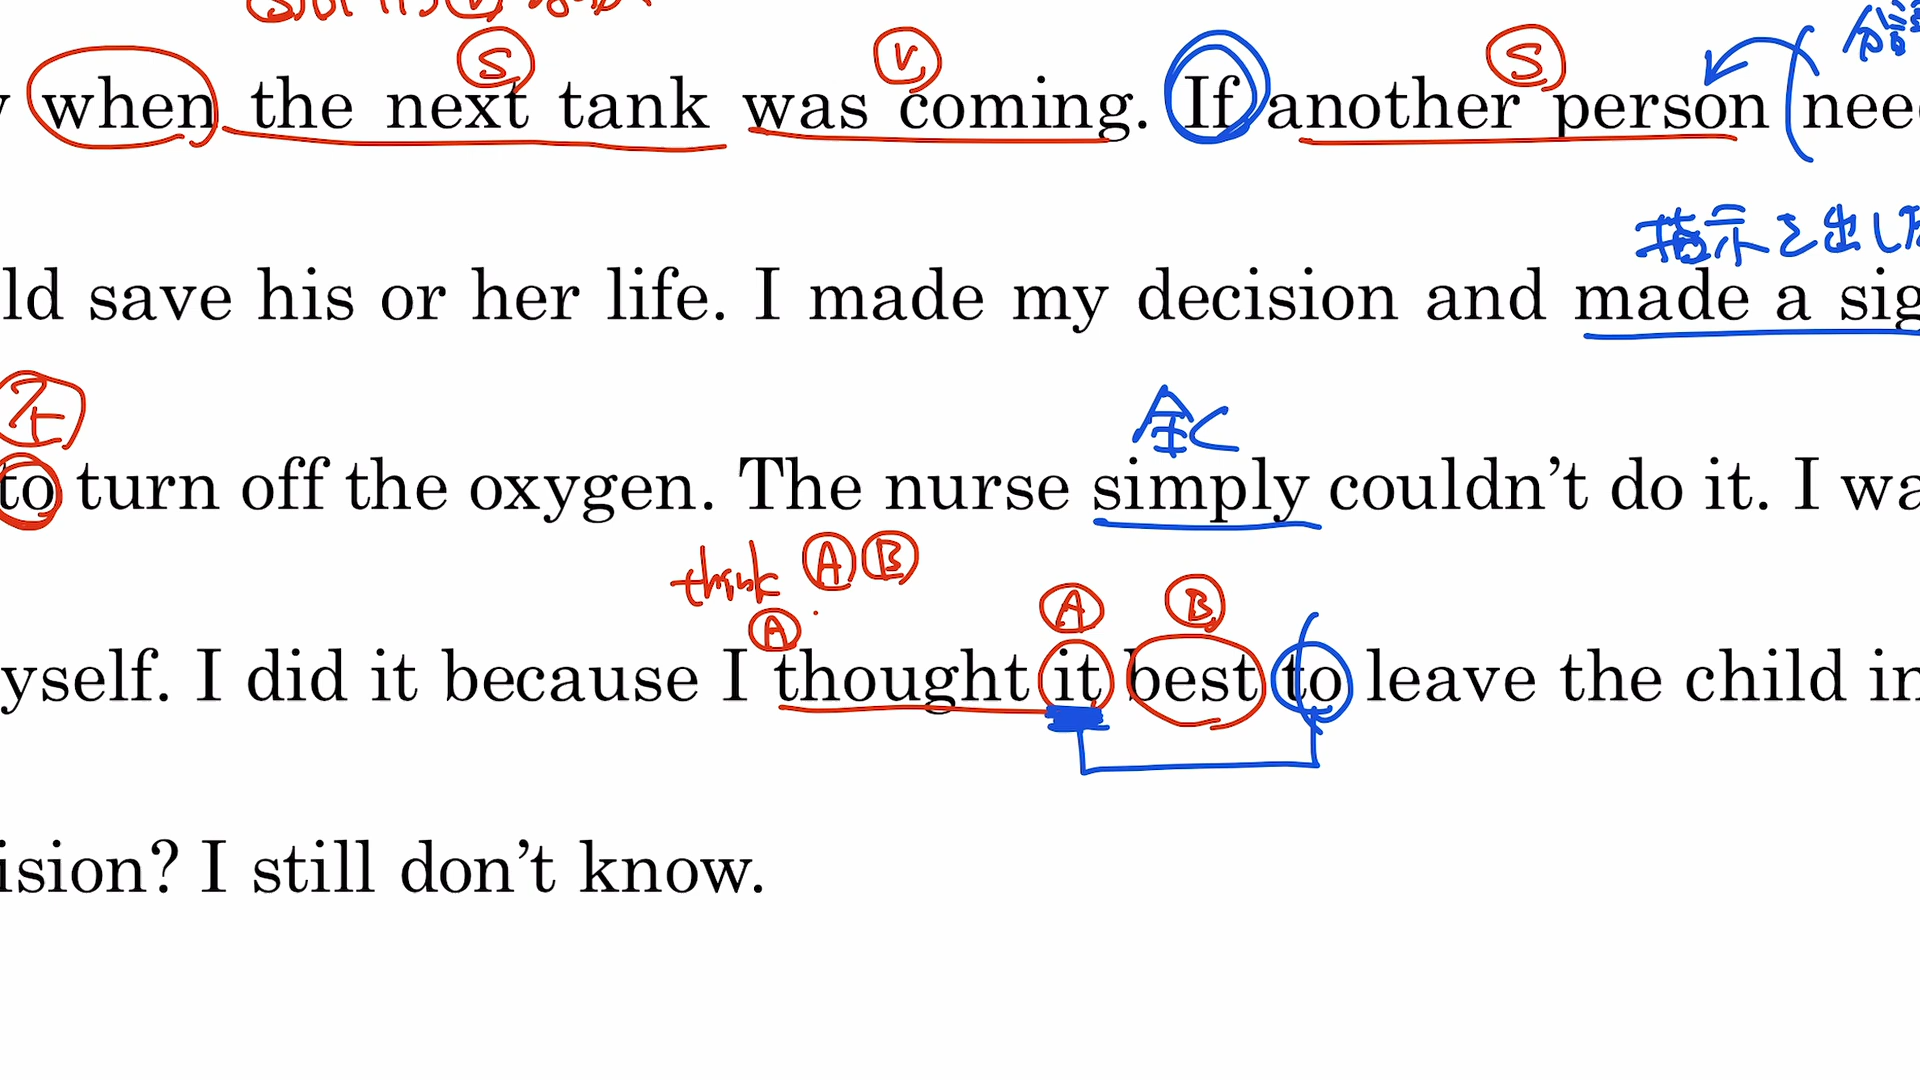 S V S
when the next tank was coming. If another person (nee
指示を出した
ld save his or her life. I made my decision and made a sig
不 全く
to turn off the oxygen. The nurse simply couldn't do it. I wa
think A B
A A B
yself. I did it because I thought it best to leave the child in
ision? I still don't know.